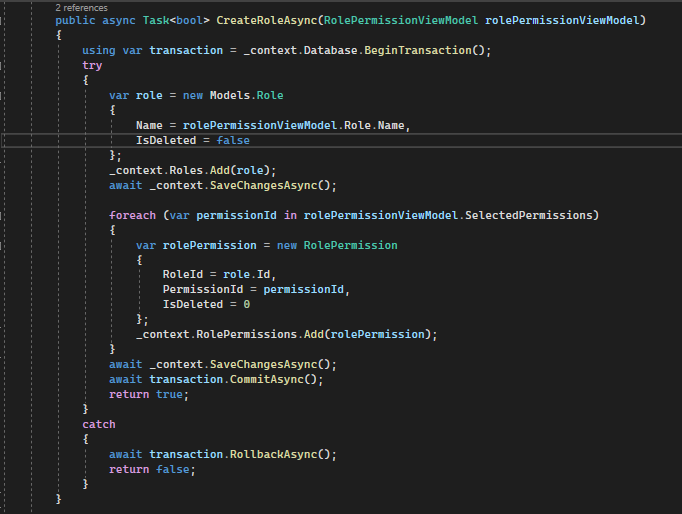 2 references
public async Task<bool> CreateRoleAsync(RolePermissionViewModel rolePermissionViewModel)
{
using var transaction = _context.Database.BeginTransaction();
try
{
var role = new Models.Role
{
Name = rolePermissionViewModel.Role.Name,
IsDeleted = false
};
_context.Roles.Add(role);
await _context.SaveChangesAsync();
foreach (var permissionId in rolePermissionViewModel.SelectedPermissions)
{
var rolePermission = new RolePermission
{
RoleId = role.Id,
PermissionId = permissionId,
IsDeleted = 0
};
_context.RolePermissions.Add(rolePermission);
}
await _context.SaveChangesAsync();
await transaction.CommitAsync();
return true;
}
catch
{
await transaction.RollbackAsync();
return false;
}
}